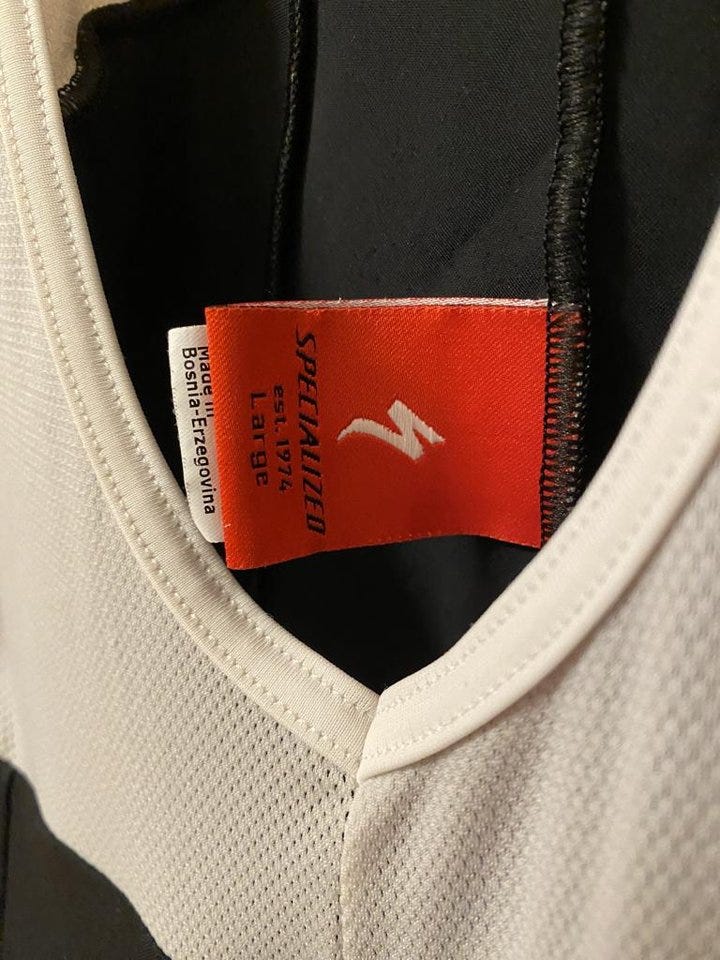 SPECIALIZED
est. 1974
Large
Made in
Bosnia-Erzegovina